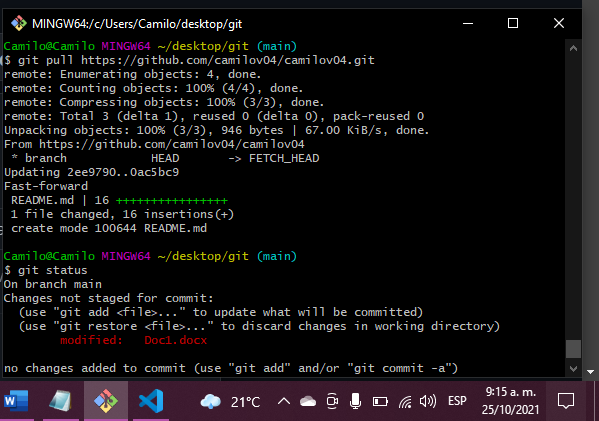 MINGW64:/c/Users/Camilo/desktop/git
Camilo@Camilo MINGW64 ~/desktop/git (main)
$ git pull https://github.com/camilov04/camilov04.git
remote: Enumerating objects: 4, done.
remote: Counting objects: 100% (4/4), done.
remote: Compressing objects: 100% (3/3), done.
remote: Total 3 (delta 1), reused 0 (delta 0), pack-reused 0
Unpacking objects: 100% (3/3), 946 bytes | 67.00 KiB/s, done.
From https://github.com/camilov04/camilov04
 * branch            HEAD       -> FETCH_HEAD
Updating 2ee9790..0ac5bc9
Fast-forward
 README.md | 16 ++++++++++++++++
 1 file changed, 16 insertions(+)
 create mode 100644 README.md
Camilo@Camilo MINGW64 ~/desktop/git (main)
$ git status
On branch main
Changes not staged for commit:
  (use "git add <file>..." to update what will be committed)
  (use "git restore <file>..." to discard changes in working directory)
        modified:   Doc1.docx
no changes added to commit (use "git add" and/or "git commit -a")
W
21°C
ESP
9:15 a. m.
25/10/2021